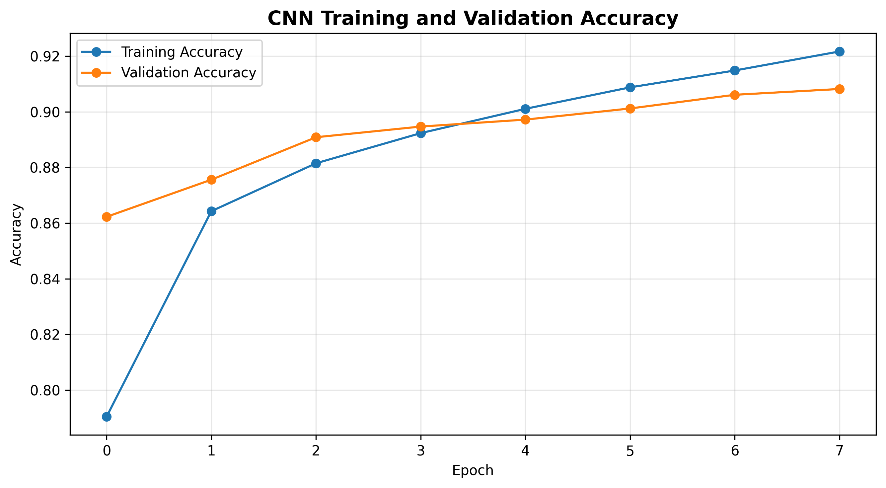 CNN Training and Validation Accuracy
Training Accuracy
Validation Accuracy
0.92
0.90
0.88
0.86
0.84
0.82
0.80
Accuracy
0 1 2 3 4 5 6 7
Epoch